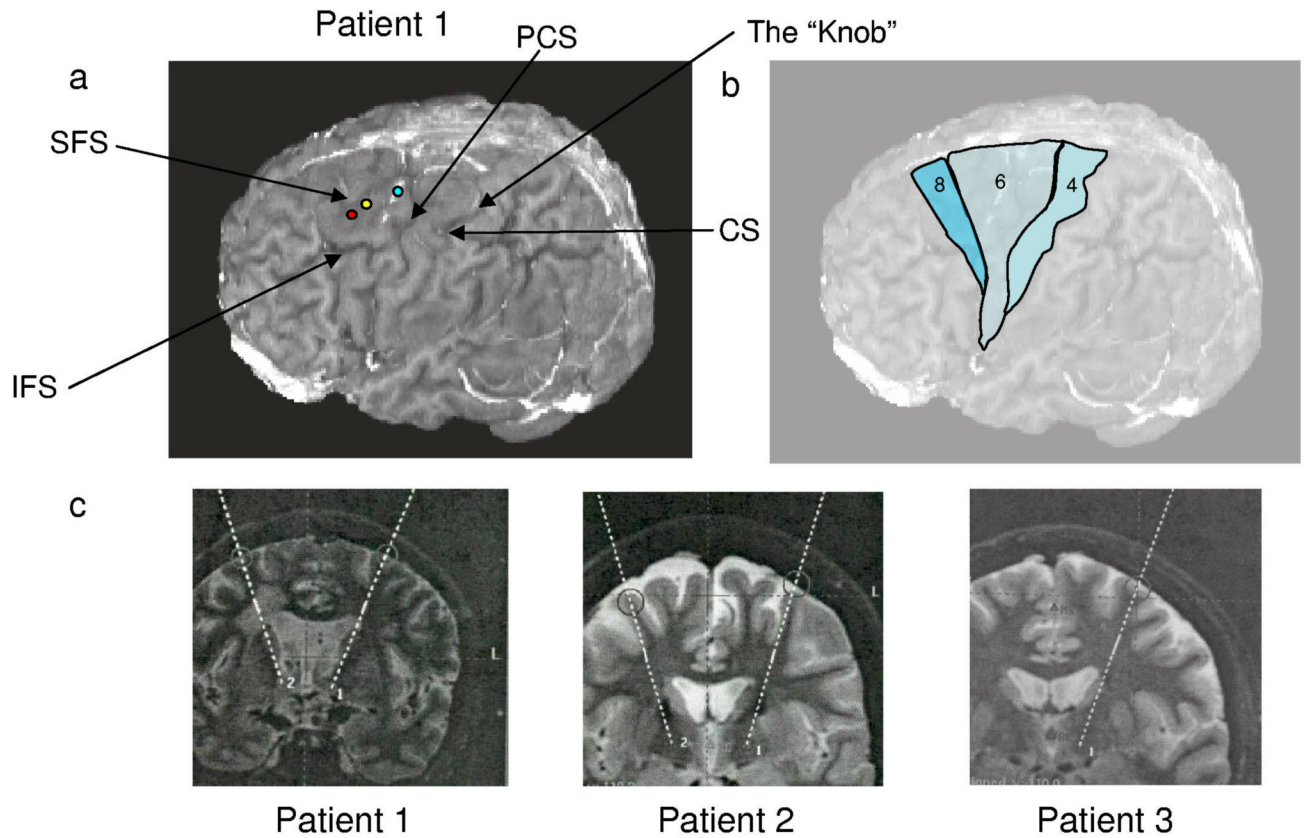 Patient 1
PCS
The “Knob”
a
b
SFS
8
6
4
CS
IFS
c
L
2
1
L
2
1
1
Patient 1
Patient 2
Patient 3